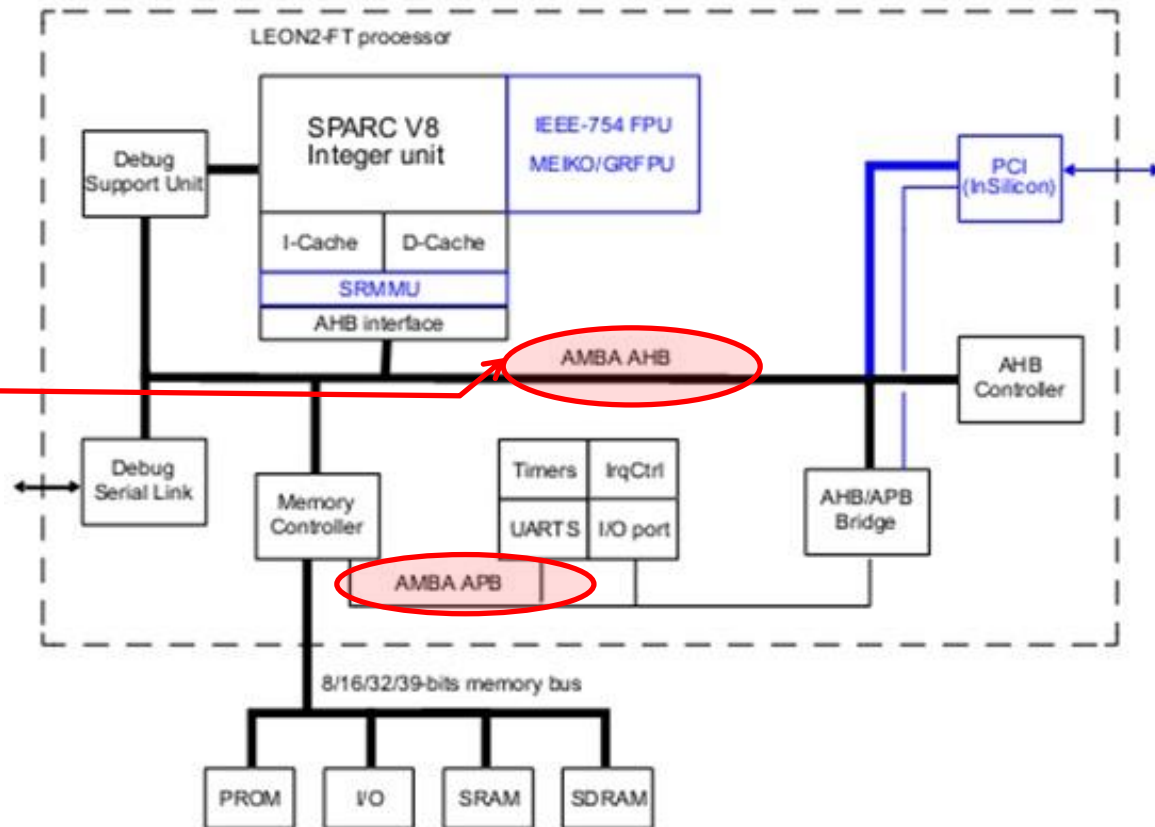 LEON2-FT processor
SPARC V8
Integer unit
IEEE-754 FPU
MEIKO/GRFPU
Debug
Support Unit
PCI
(InSilicon)
I-Cache
D-Cache
SRMMU
AHB interface
AMBA AHB
AHB
Controller
Debug
Serial Link
Memory
Controller
Timers
IrqCtrl
UARTS
I/O port
AHB/APB
Bridge
AMBA APB
8/16/32/39-bits memory bus
PROM
I/O
SRAM
SDRAM